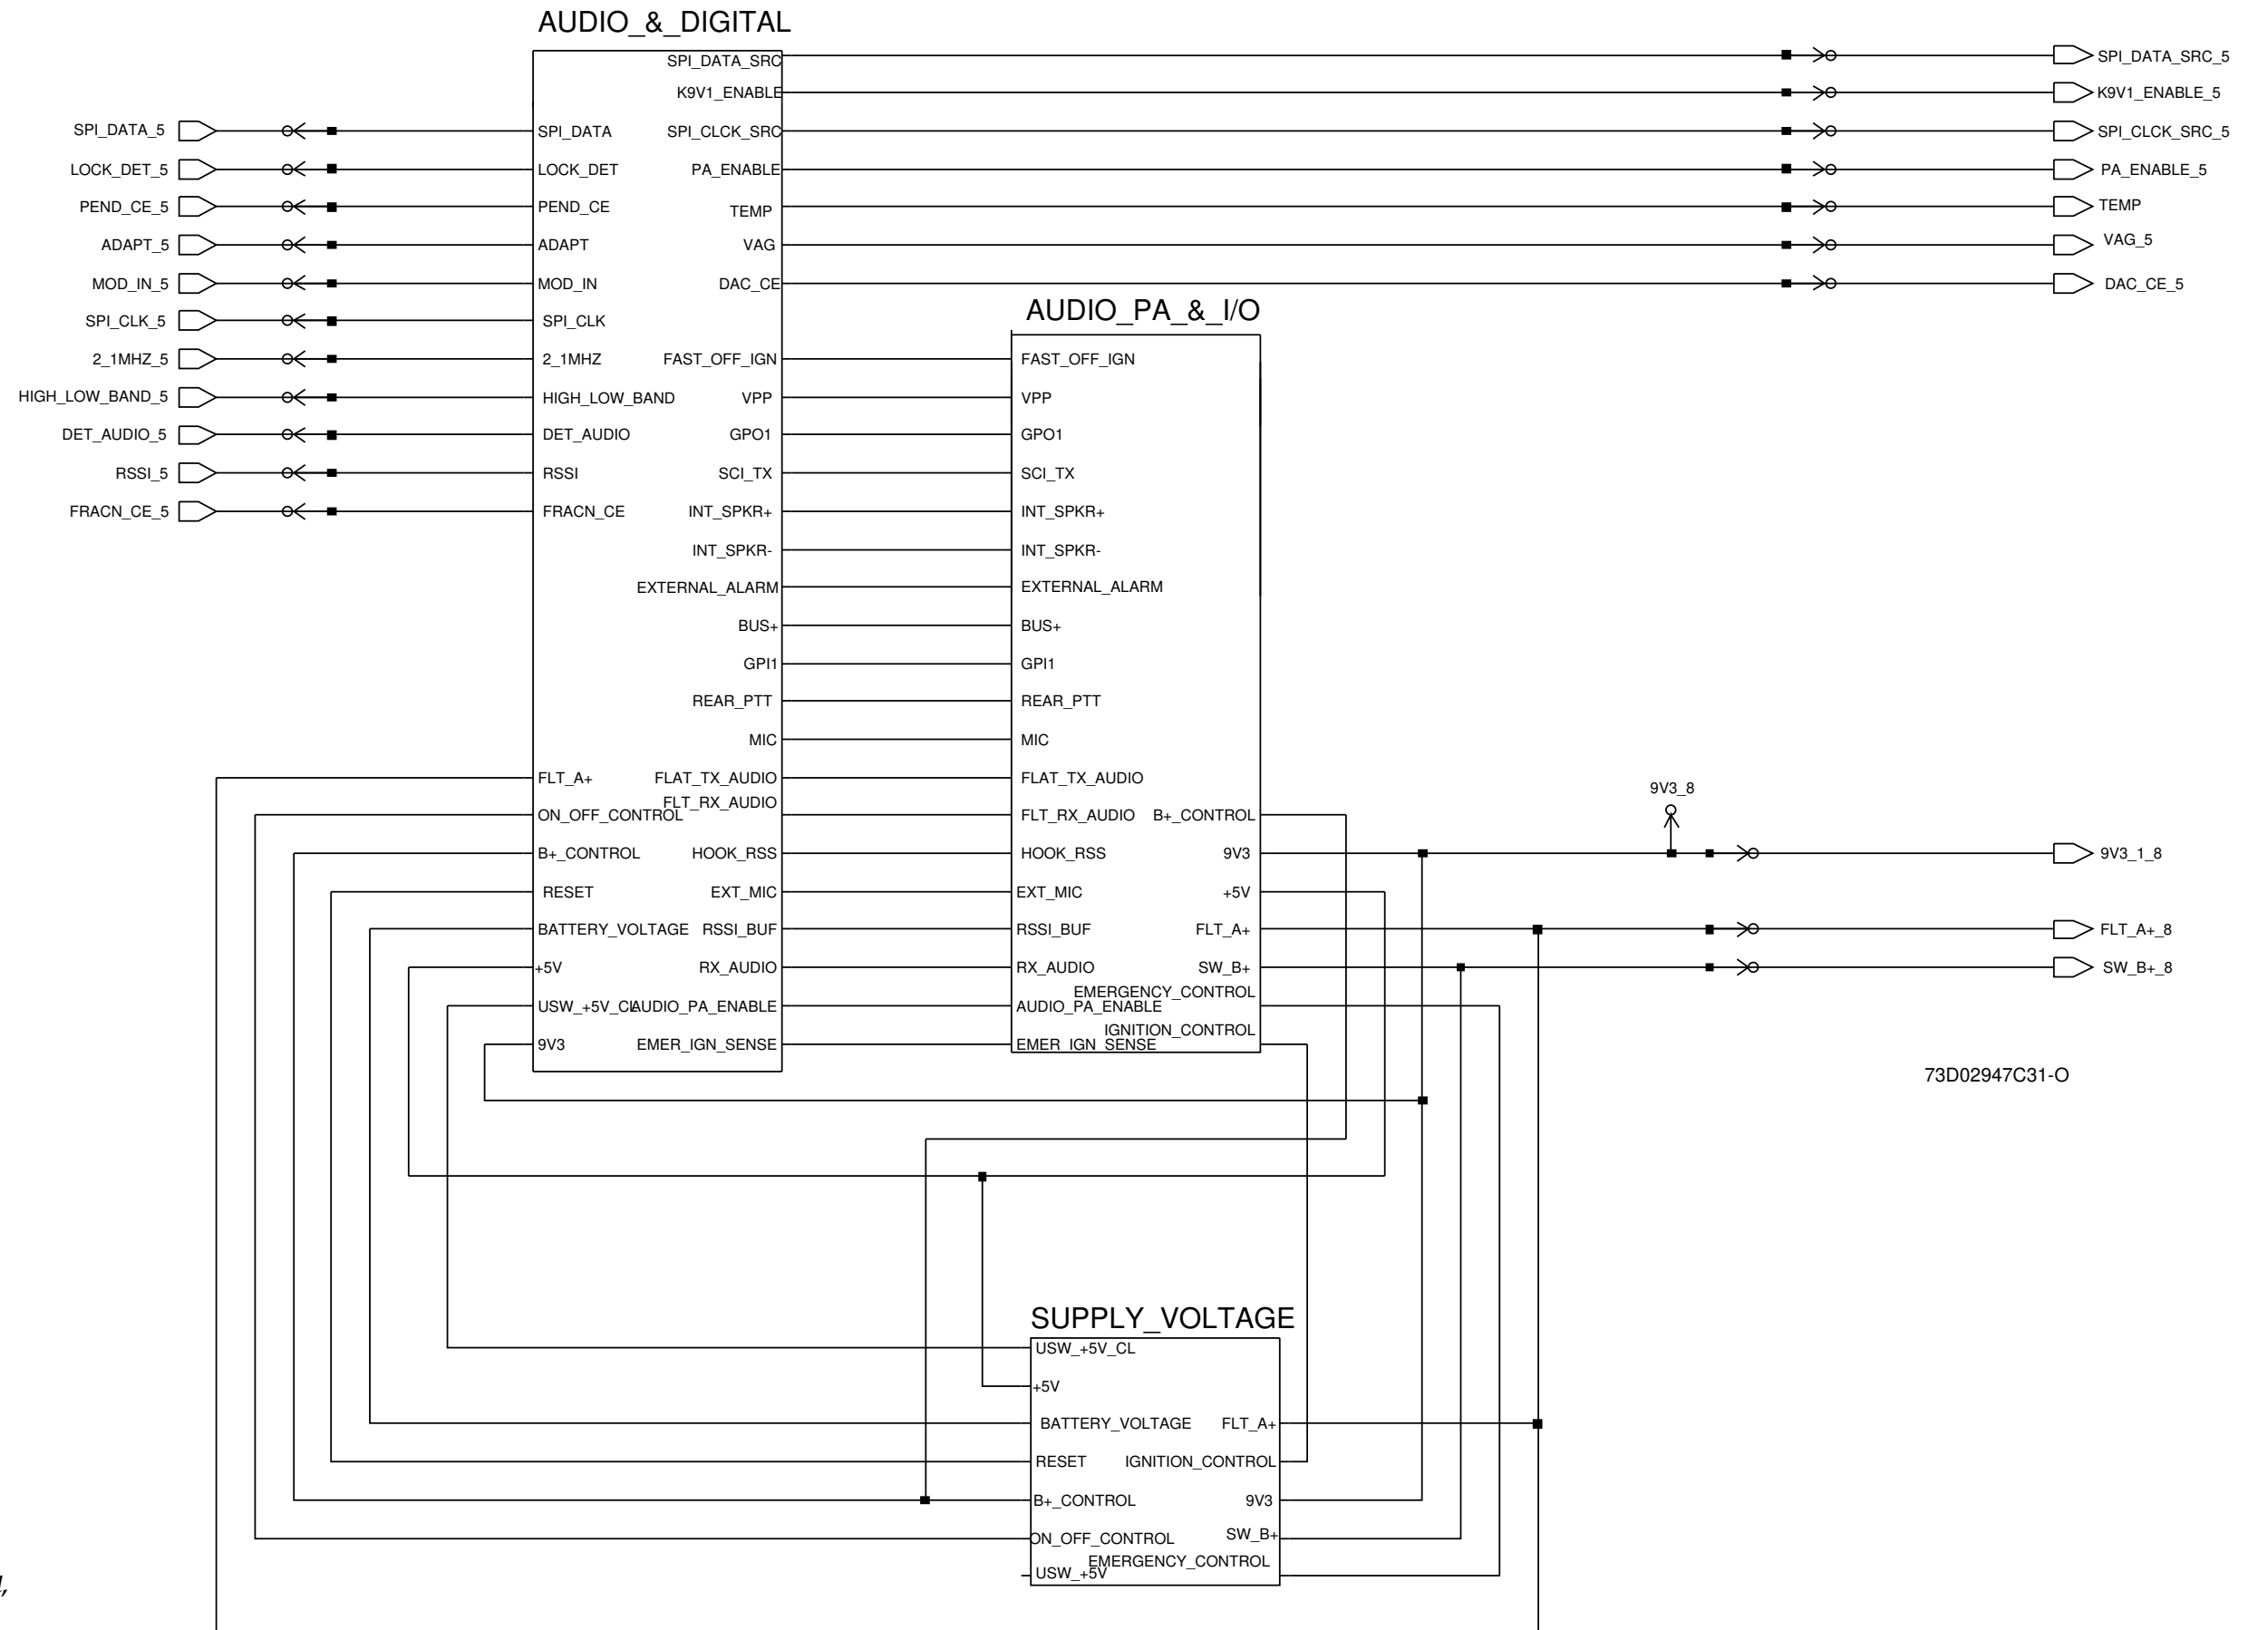 AUDIO_&_DIGITAL
SPI_DATA_SRC
SPI_DATA_SRC_5
K9V1_ENABLE
K9V1_ENABLE_5
SPI_DATA_5
SPI_DATA
SPI_CLCK_SRC
SPI_CLCK_SRC_5
LOCK_DET_5
LOCK_DET
PA_ENABLE
PA_ENABLE_5
PEND_CE_5
PEND_CE
TEMP
TEMP
ADAPT_5
ADAPT
VAG
VAG_5
MOD_IN_5
MOD_IN
DAC_CE
DAC_CE_5
AUDIO_PA_&_I/O
SPI_CLK_5
SPI_CLK
2_1MHZ_5
2_1MHZ
FAST_OFF_IGN
FAST_OFF_IGN
HIGH_LOW_BAND_5
HIGH_LOW_BAND
VPP
VPP
DET_AUDIO_5
DET_AUDIO
GPO1
GPO1
RSSI_5
RSSI
SCI_TX
SCI_TX
FRACN_CE_5
FRACN_CE
INT_SPKR+
INT_SPKR+
INT_SPKR-
INT_SPKR-
EXTERNAL_ALARM
EXTERNAL_ALARM
BUS+
BUS+
GPI1
GPI1
REAR_PTT
REAR_PTT
MIC
MIC
FLT_A+
FLAT_TX_AUDIO
FLAT_TX_AUDIO
9V3_8
FLT_RX_AUDIO
ON_OFF_CONTROL
FLT_RX_AUDIO
B+_CONTROL
B+_CONTROL
HOOK_RSS
HOOK_RSS
9V3
9V3_1_8
RESET
EXT_MIC
EXT_MIC
+5V
BATTERY_VOLTAGE
RSSI_BUF
RSSI_BUF
FLT_A+
FLT_A+_8
+5V
RX_AUDIO
RX_AUDIO
SW_B+
SW_B+_8
EMERGENCY_CONTROL
USW_+5V_CL
AUDIO_PA_ENABLE
AUDIO_PA_ENABLE
IGNITION_CONTROL
9V3
EMER_IGN_SENSE
EMER_IGN_SENSE
73D02947C31-O
SUPPLY_VOLTAGE
USW_+5V_CL
+5V
BATTERY_VOLTAGE
FLT_A+
RESET
IGNITION_CONTROL
B+_CONTROL
9V3
ON_OFF_CONTROL
SW_B+
EMERGENCY_CONTROL
USW_+5V